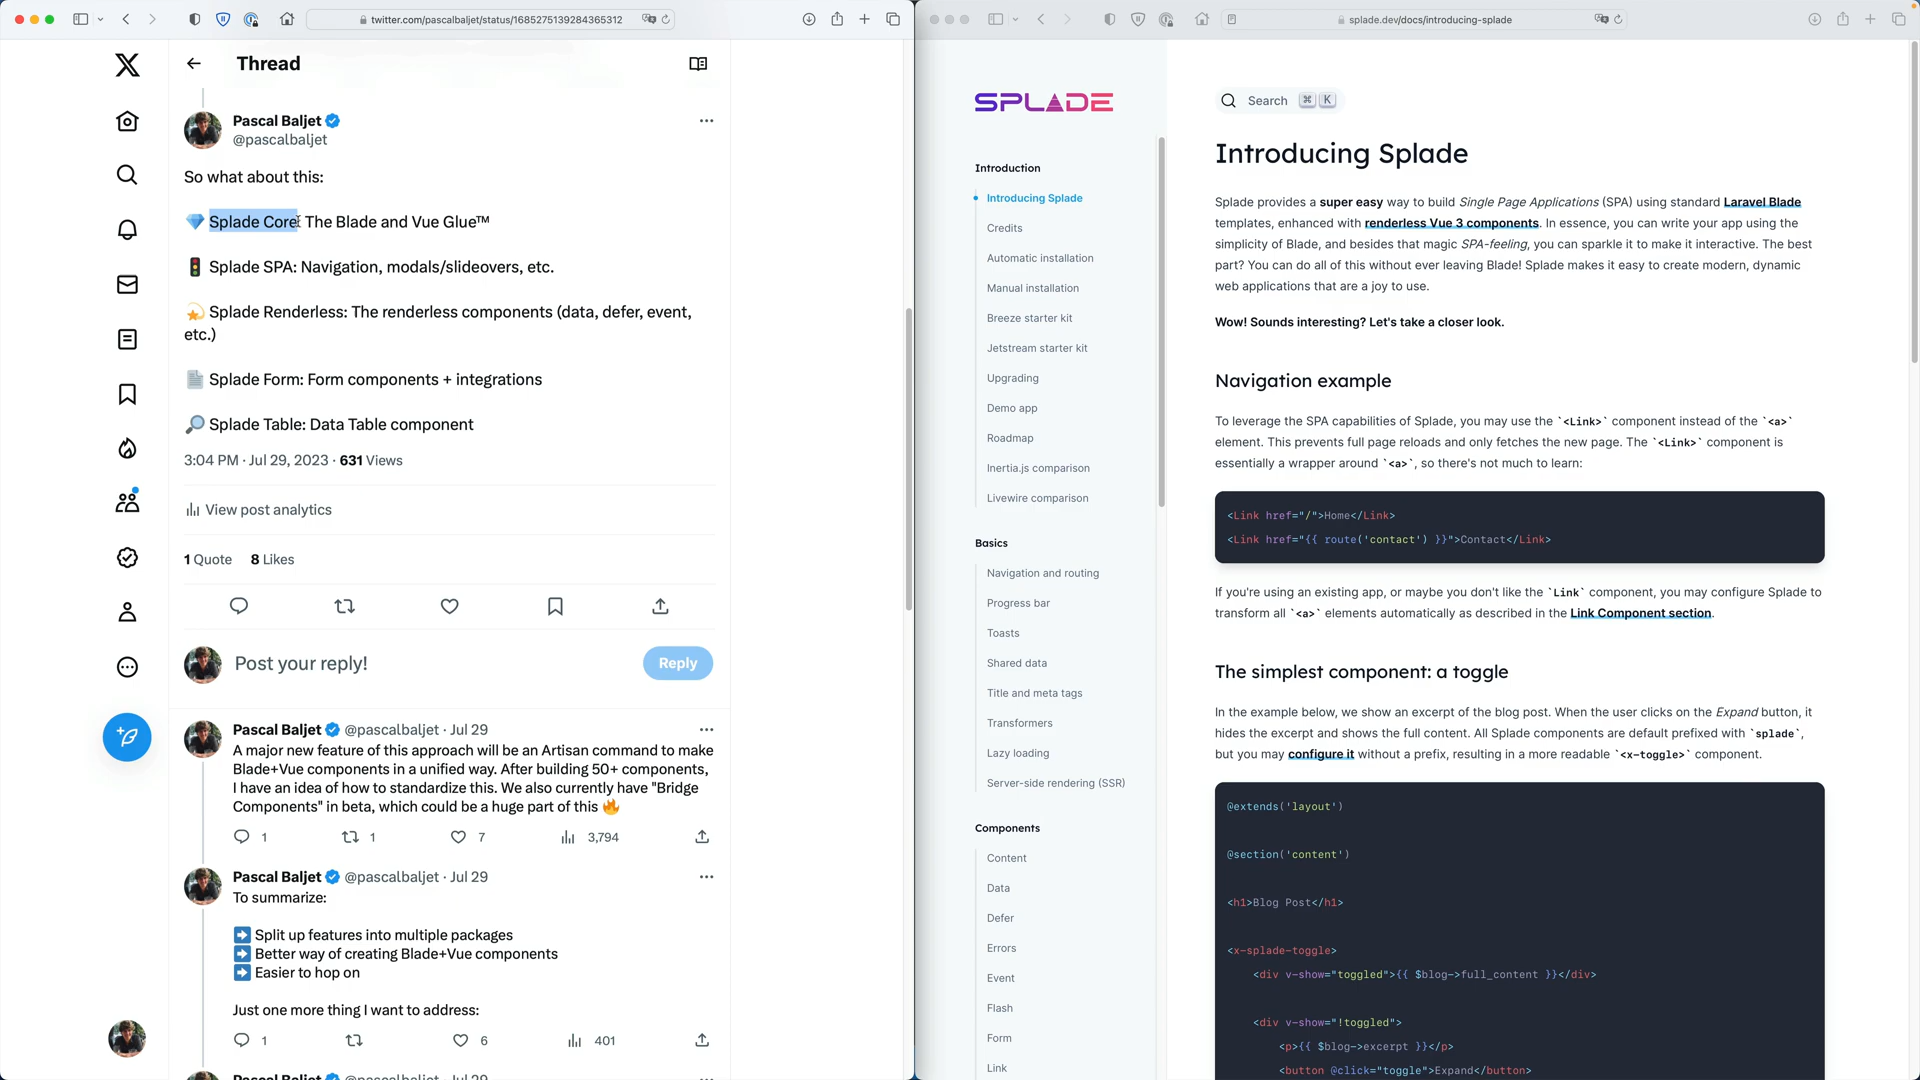 twitter.com/pascalbaljet/status/1685275139284365312
Thread
Pascal Baljet
@pascalbaljet
So what about this:
💎 Splade Core: The Blade and Vue Glue™
🚦 Splade SPA: Navigation, modals/slideovers, etc.
💫 Splade Renderless: The renderless components (data, defer, event,
etc.)
📄 Splade Form: Form components + integrations
🔎 Splade Table: Data Table component
3:04 PM · Jul 29, 2023 · 631 Views
View post analytics
1 Quote 8 Likes
Post your reply!
Reply
Pascal Baljet @pascalbaljet · Jul 29
A major new feature of this approach will be an Artisan command to make
Blade+Vue components in a unified way. After building 50+ components,
I have an idea of how to standardize this. We also currently have "Bridge
Components" in beta, which could be a huge part of this 🔥
1 1 7 3,794
Pascal Baljet @pascalbaljet · Jul 29
To summarize:
➡️ Split up features into multiple packages
➡️ Better way of creating Blade+Vue components
➡️ Easier to hop on
Just one more thing I want to address:
1 6 401
Pascal Baljet @pascalbaljet · Jul 29
splade.dev/docs/introducing-splade
SPLADE
Introduction
Introducing Splade
Credits
Automatic installation
Manual installation
Breeze starter kit
Jetstream starter kit
Upgrading
Demo app
Roadmap
Inertia.js comparison
Livewire comparison
Basics
Navigation and routing
Progress bar
Toasts
Shared data
Title and meta tags
Transformers
Lazy loading
Server-side rendering (SSR)
Components
Content
Data
Defer
Errors
Event
Flash
Form
Link
Search ⌘ K
Introducing Splade
Splade provides a super easy way to build Single Page Applications (SPA) using standard Laravel Blade
templates, enhanced with renderless Vue 3 components. In essence, you can write your app using the
simplicity of Blade, and besides that magic SPA-feeling, you can sparkle it to make it interactive. The best
part? You can do all of this without ever leaving Blade! Splade makes it easy to create modern, dynamic
web applications that are a joy to use.
Wow! Sounds interesting? Let's take a closer look.
Navigation example
To leverage the SPA capabilities of Splade, you may use the `<Link>` component instead of the `<a>`
element. This prevents full page reloads and only fetches the new page. The `<Link>` component is
essentially a wrapper around `<a>`, so there's not much to learn:
<Link href="/">Home</Link>
<Link href="{{ route('contact') }}">Contact</Link>
If you're using an existing app, or maybe you don't like the `Link` component, you may configure Splade to
transform all `<a>` elements automatically as described in the Link Component section.
The simplest component: a toggle
In the example below, we show an excerpt of the blog post. When the user clicks on the Expand button, it
hides the excerpt and shows the full content. All Splade components are default prefixed with `splade`,
but you may configure it without a prefix, resulting in a more readable `<x-toggle>` component.
@extends('layout')
@section('content')
<h1>Blog Post</h1>
<x-splade-toggle>
<div v-show="toggled">{{ $blog->full_content }}</div>
<div v-show="!toggled">
<p>{{ $blog->excerpt }}</p>
<button @click="toggle">Expand</button>